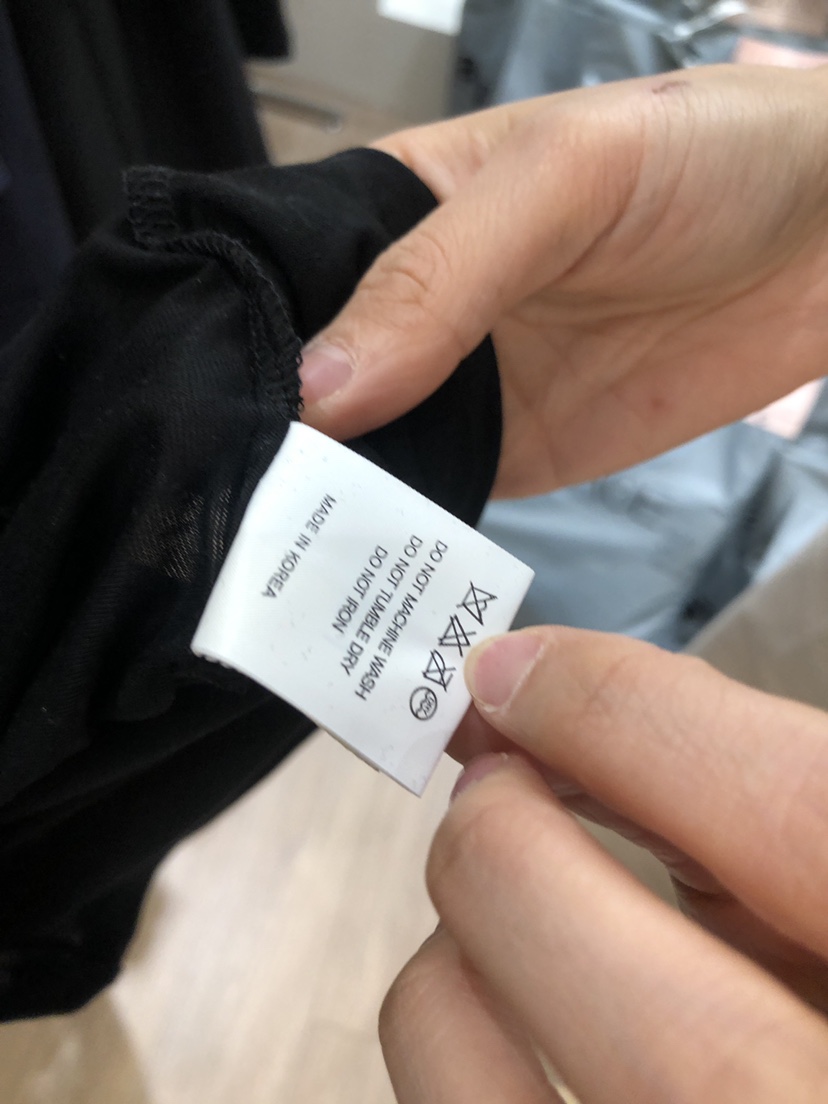 DO NOT MACHINE WASH
DO NOT TUMBLE DRY
DO NOT IRON
MADE IN KOREA